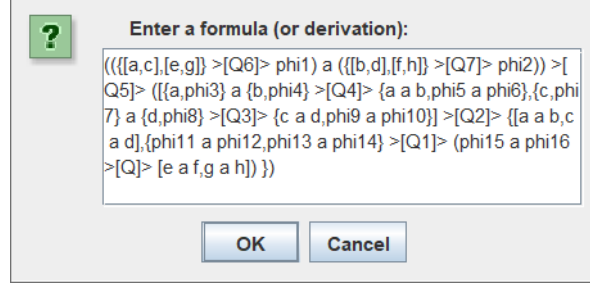 ?
Enter a formula (or derivation):
(({[a,c],[e,g]} >[Q6]> phi1) a ({[b,d],[f,h]} >[Q7]> phi2)) >[
Q5]> ([{a,phi3} a {b,phi4} >[Q4]> {a a b,phi5 a phi6},{c,phi
7} a {d,phi8} >[Q3]> {c a d,phi9 a phi10}] >[Q2]> {[a a b,c
a d],{phi11 a phi12,phi13 a phi14} >[Q1]> (phi15 a phi16
>[Q]> [e a f,g a h]) })
OK Cancel